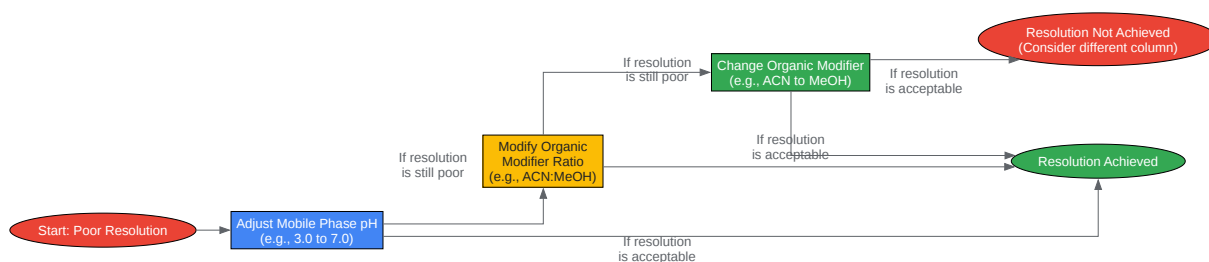 Start: Poor Resolution
Adjust Mobile Phase pH
(e.g., 3.0 to 7.0)
If resolution
is still poor
Modify Organic
Modifier Ratio
(e.g., ACN:MeOH)
If resolution
is still poor
Change Organic Modifier
(e.g., ACN to MeOH)
If resolution
is acceptable
Resolution Not Achieved
(Consider different column)
If resolution
is acceptable
Resolution Achieved
If resolution
is acceptable